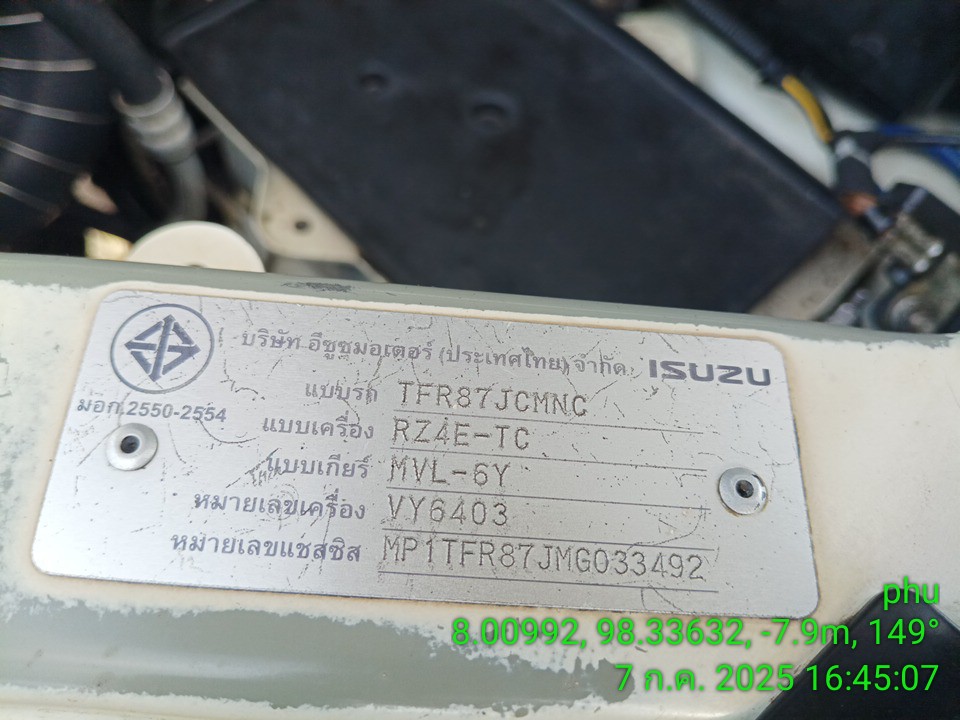 บริษัท อีซูซุมอเตอร์ (ประเทศไทย) จำกัด ISUZU
มอก.2550-2554
แบบรถ TFR87JCMNC
แบบเครื่อง RZ4E-TC
แบบเกียร์ MVL-6Y
หมายเลขเครื่อง VY6403
หมายเลขแชสซิส MP1TFR87JMG033492
phu
8.00992, 98.33632, -7.9m, 149°
7 ก.ค. 2025 16:45:07